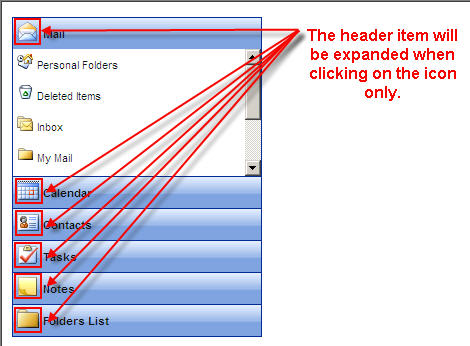 Mail
Personal Folders
Deleted Items
Inbox
My Mail
Calendar
Contacts
Tasks
Notes
Folders List
The header item will
be expanded when
clicking on the icon
only.